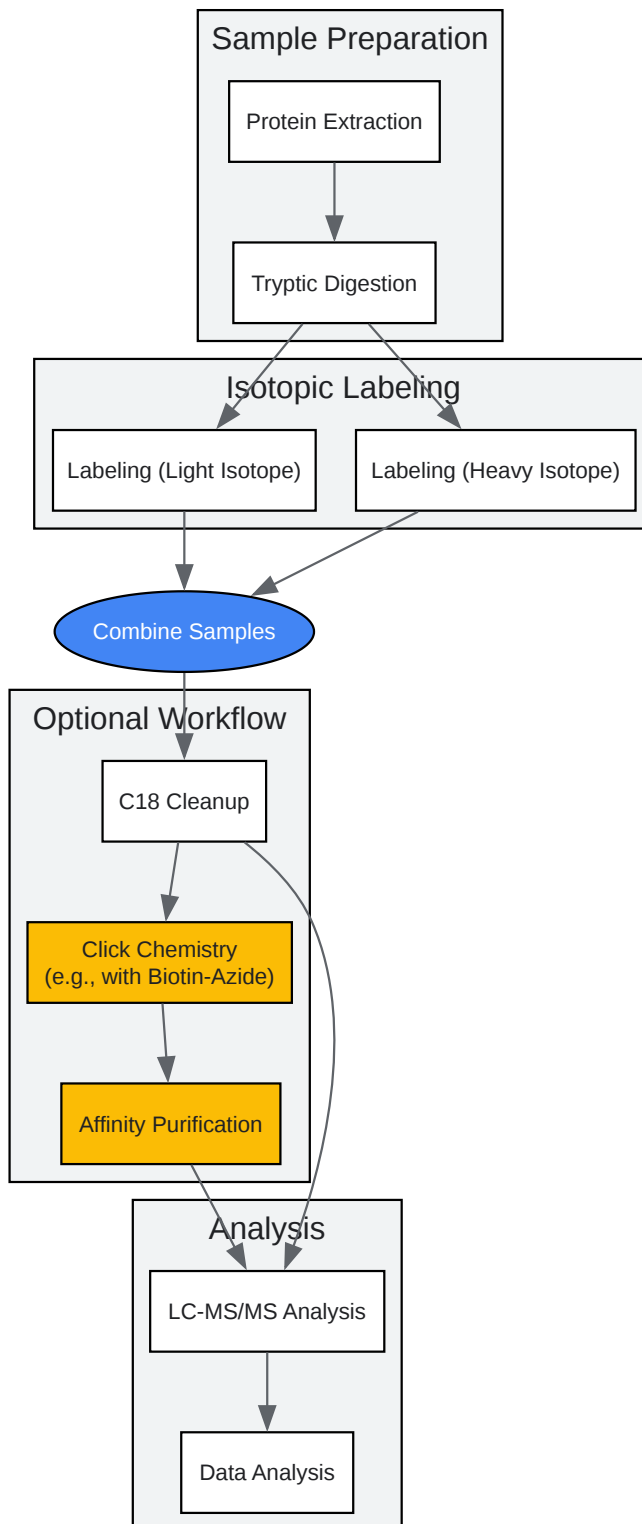 Sample Preparation
Protein Extraction
Tryptic Digestion
Isotopic Labeling
Labeling (Light Isotope)
Labeling (Heavy Isotope)
Combine Samples
Optional Workflow
C18 Cleanup
Click Chemistry
(e.g., with Biotin-Azide)
Affinity Purification
Analysis
LC-MS/MS Analysis
Data Analysis